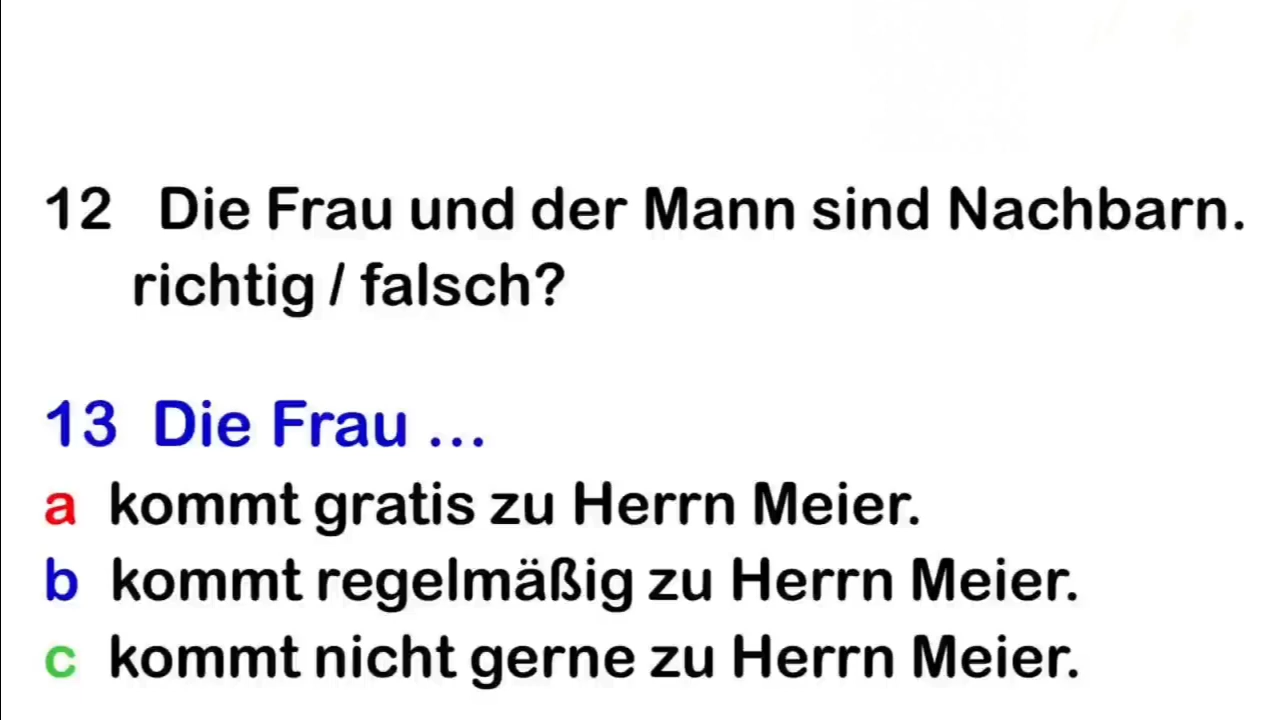 12 Die Frau und der Mann sind Nachbarn.
richtig / falsch?
13 Die Frau ...
a kommt gratis zu Herrn Meier.
b kommt regelmäßig zu Herrn Meier.
c kommt nicht gerne zu Herrn Meier.